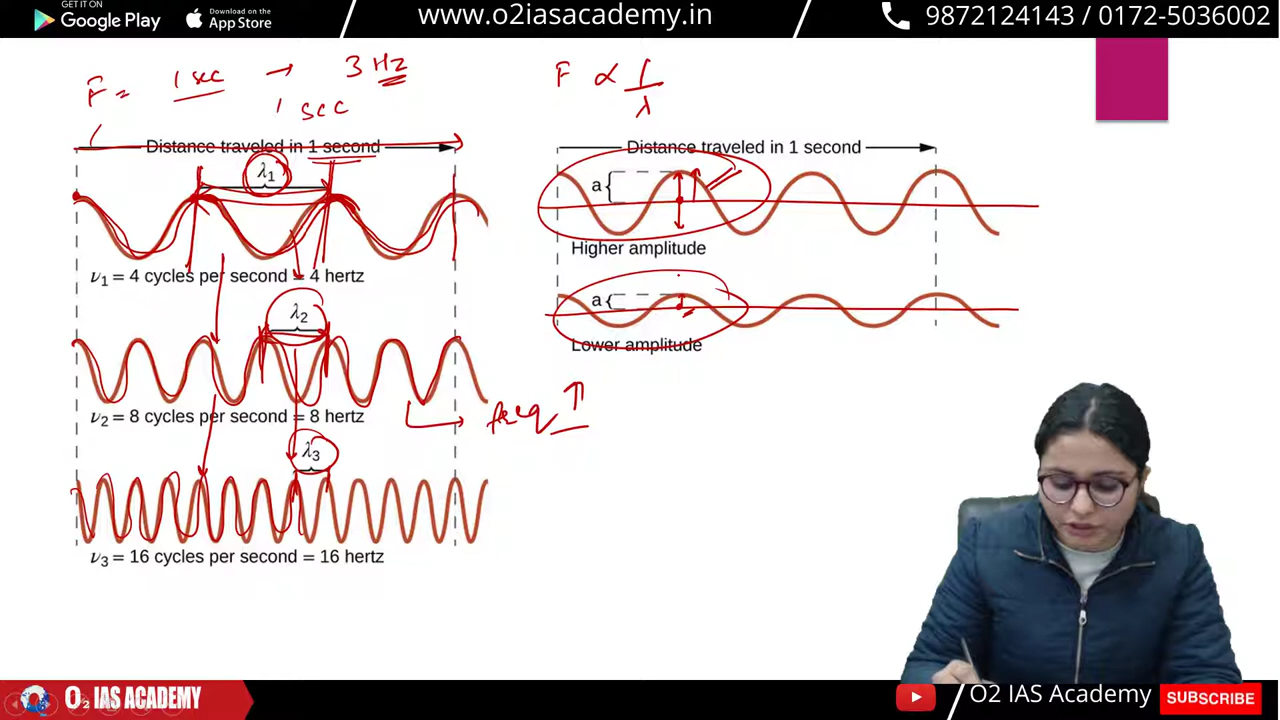 GET IT ON
Google Play
Download on the
App Store
www.o2iasacademy.in
9872124143 / 0172-5036002
F = 1 sec → 3 Hz
1 sec
F ∝ 1/λ
Distance traveled in 1 second
λ1
ν1 = 4 cycles per second = 4 hertz
λ2
ν2 = 8 cycles per second = 8 hertz
freq ↑
λ3
ν3 = 16 cycles per second = 16 hertz
Distance traveled in 1 second
a
Higher amplitude
a
Lower amplitude
O2 IAS ACADEMY
O2 IAS Academy
SUBSCRIBE